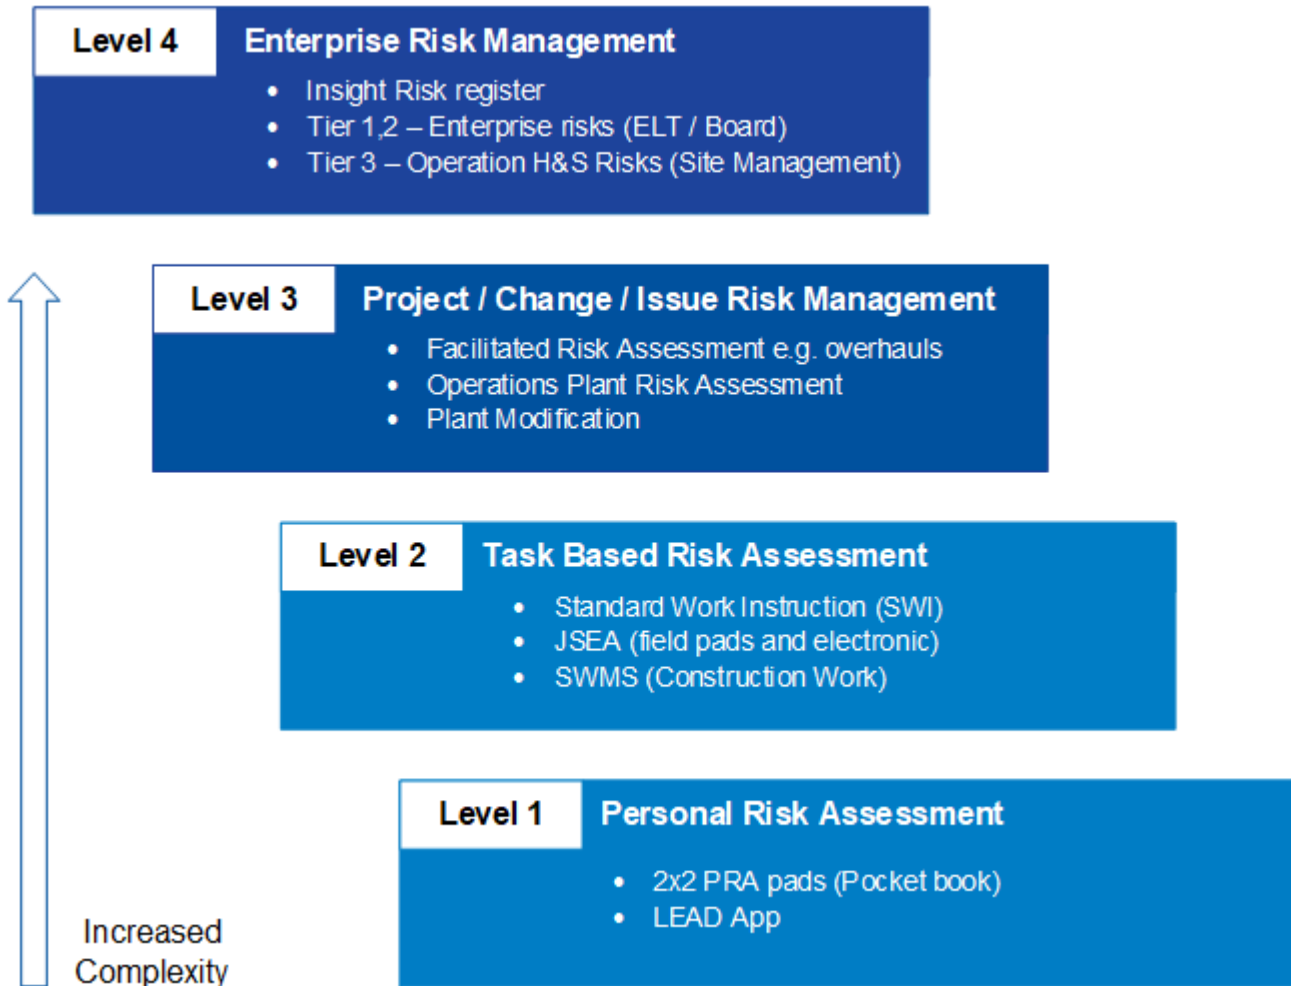 Level 4
Enterprise Risk Management
• Insight Risk register
• Tier 1,2 – Enterprise risks (ELT / Board)
• Tier 3 – Operation H&S Risks (Site Management)
Level 3
Project / Change / Issue Risk Management
• Facilitated Risk Assessment e.g. overhauls
• Operations Plant Risk Assessment
• Plant Modification
Level 2
Task Based Risk Assessment
• Standard Work Instruction (SWI)
• JSEA (field pads and electronic)
• SWMS (Construction Work)
Level 1
Personal Risk Assessment
• 2x2 PRA pads (Pocket book)
• LEAD App
Increased
Complexity